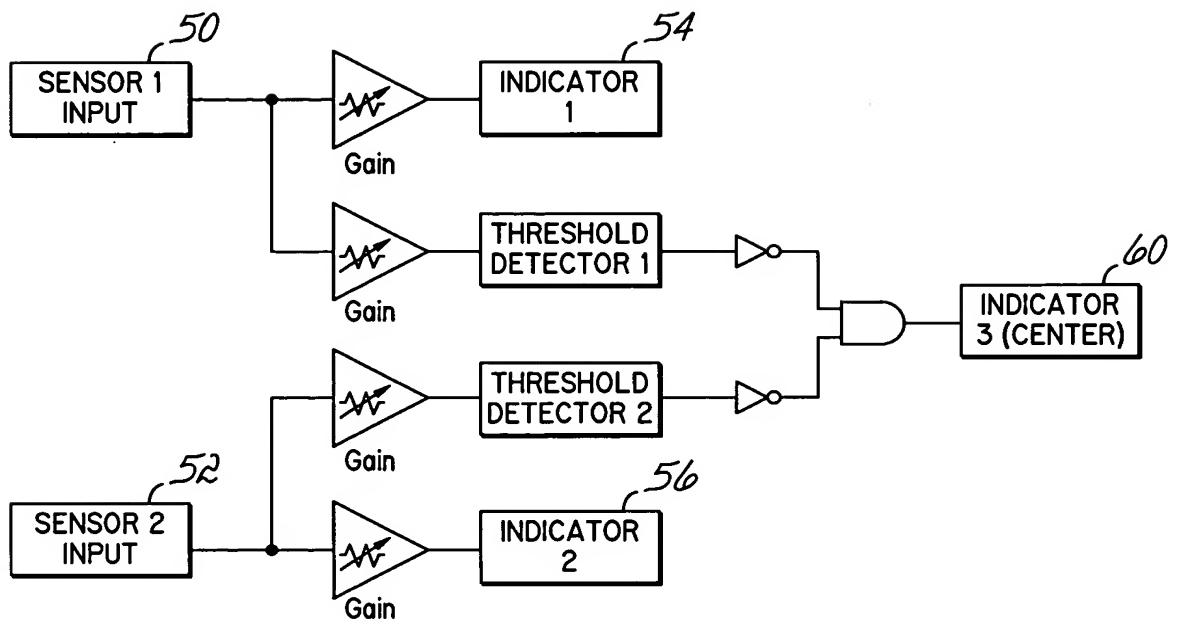 50
SENSOR 1
INPUT
Gain
54
INDICATOR
1
Gain
THRESHOLD
DETECTOR 1
60
INDICATOR
3 (CENTER)
Gain
THRESHOLD
DETECTOR 2
52
SENSOR 2
INPUT
Gain
56
INDICATOR
2